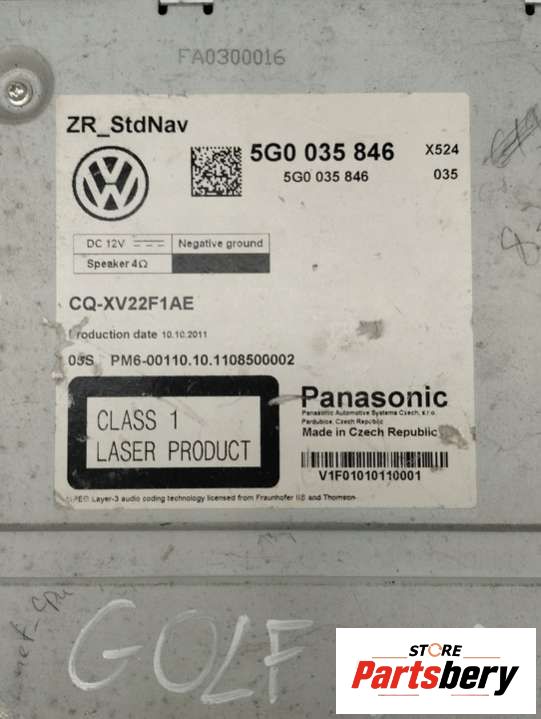 FA0300016
ZR_StdNav
5G0 035 846 X524
5G0 035 846 035
DC 12V Negative ground
Speaker 4Ω
CQ-XV22F1AE
Production date 10.10.2011
PM6-00110.10.1108500002
CLASS 1
LASER PRODUCT
Panasonic
Panasonic Automotive Systems Czech, s.r.o.
Pardubice, Czech Republic
Made in Czech Republic
V1F01010110001
MPEG Layer-3 audio coding technology licensed from Fraunhofer IIS and Thomson
GOLF
STORE
Partsbery